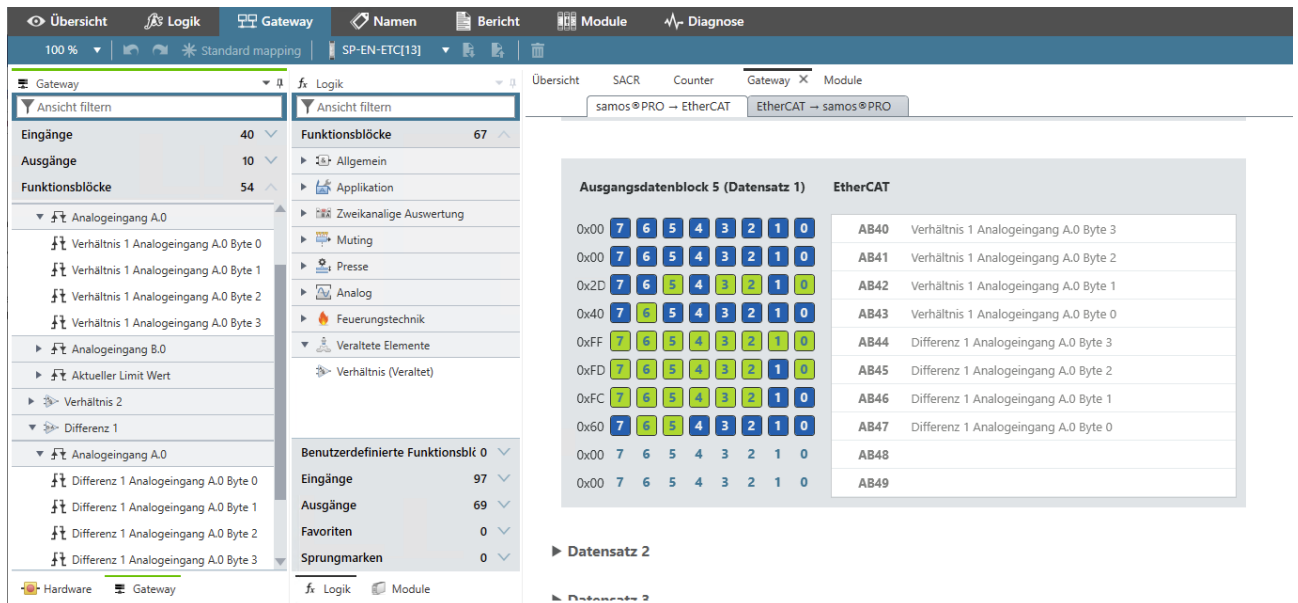 Übersicht Logik Gateway Namen Bericht Module Diagnose
100 % Standard mapping SP-EN-ETC[13]
Gateway
Ansicht filtern
Eingänge 40
Ausgänge 10
Funktionsblöcke 54
Analogeingang A.0
Verhältnis 1 Analogeingang A.0 Byte 0
Verhältnis 1 Analogeingang A.0 Byte 1
Verhältnis 1 Analogeingang A.0 Byte 2
Verhältnis 1 Analogeingang A.0 Byte 3
Analogeingang B.0
Aktueller Limit Wert
Verhältnis 2
Differenz 1
Analogeingang A.0
Differenz 1 Analogeingang A.0 Byte 0
Differenz 1 Analogeingang A.0 Byte 1
Differenz 1 Analogeingang A.0 Byte 2
Differenz 1 Analogeingang A.0 Byte 3
Hardware Gateway
fx Logik
Ansicht filtern
Funktionsblöcke 67
Allgemein
Applikation
Zweikanalige Auswertung
Muting
Presse
Analog
Feuerungstechnik
Veraltete Elemente
Verhältnis (Veraltet)
Benutzerdefinierte Funktionsblö 0
Eingänge 97
Ausgänge 69
Favoriten 0
Sprungmarken 0
fx Logik Module
Übersicht SACR Counter Gateway X Module
samos®PRO → EtherCAT EtherCAT → samos®PRO
Ausgangsdatenblock 5 (Datensatz 1) EtherCAT
0x00 7 6 5 4 3 2 1 0 AB40 Verhältnis 1 Analogeingang A.0 Byte 3
0x00 7 6 5 4 3 2 1 0 AB41 Verhältnis 1 Analogeingang A.0 Byte 2
0x2D 7 6 5 4 3 2 1 0 AB42 Verhältnis 1 Analogeingang A.0 Byte 1
0x40 7 6 5 4 3 2 1 0 AB43 Verhältnis 1 Analogeingang A.0 Byte 0
0xFF 7 6 5 4 3 2 1 0 AB44 Differenz 1 Analogeingang A.0 Byte 3
0xFD 7 6 5 4 3 2 1 0 AB45 Differenz 1 Analogeingang A.0 Byte 2
0xFC 7 6 5 4 3 2 1 0 AB46 Differenz 1 Analogeingang A.0 Byte 1
0x60 7 6 5 4 3 2 1 0 AB47 Differenz 1 Analogeingang A.0 Byte 0
0x00 7 6 5 4 3 2 1 0 AB48
0x00 7 6 5 4 3 2 1 0 AB49
Datensatz 2
Datensatz 3